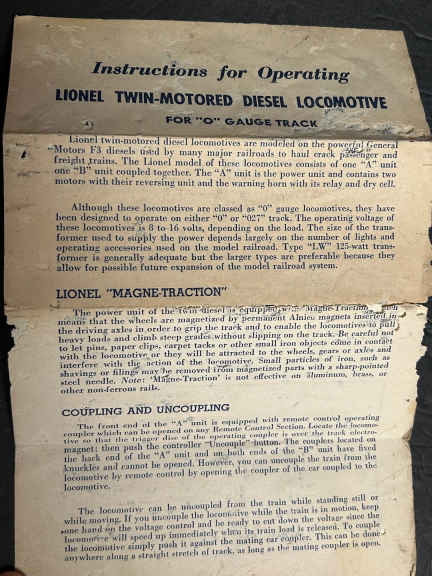 Instructions for Operating
LIONEL TWIN-MOTORED DIESEL LOCOMOTIVE
FOR "O" GAUGE TRACK
Lionel twin-motored diesel locomotives are modeled on the powerful General
Motors F3 diesels used by many major railroads to haul crack passenger and
freight trains. The Lionel model of these locomotives consists of one "A" unit
one "B" unit coupled together. The "A" unit is the power unit and contains two
motors with their reversing unit and the warning horn with its relay and dry cell.
Although these locomotives are classed as "0" gauge locomotives, they have
been designed to operate on either "0" or "027" track. The operating voltage of
these locomotives is 8 to 16 volts, depending on the load. The size of the trans-
former used to supply the power depends largely on the number of lights and
operating accessories used on the model railroad. Type "LW" 125-watt trans-
former is generally adequate but the larger types are preferable because they
allow for possible future expansion of the model railroad system.
LIONEL "MAGNE-TRACTION"
The power unit of the twin diesel is equipped with "Magne-Traction,"
means that the wheels are magnetized by permanent Alnico magnets inserted in
the driving axles in order to grip the track and to enable the locomotive to pull
heavy loads and climb steep grades without slipping on the track. Be careful not
to let pins, paper clips, carpet tacks or other small iron objects come in contact
with the locomotive or they will be attracted to the wheels, gears or axles and
interfere with the action of the locomotive. Small particles of iron, such as
shavings or filings may be removed from magnetized parts with a sharp-pointed
steel needle. Note: 'Magne-Traction' is not effective on aluminum, brass, or
other non-ferrous rails.
COUPLING AND UNCOUPLING
The front end of the "A" unit is equipped with remote control operating
coupler which can be opened on any Remote Control Section. Locate the locomo-
tive so that the trigger disc of the operating coupler is over the track electro-
magnet; then push the controller "Uncouple" button. The couplers located on
the back end of the "A" unit and on both ends of the "B" unit have fixed
knuckles and cannot be opened. However, you can uncouple the train from the
locomotive by remote control by opening the coupler of the car coupled to the
locomotive.
The locomotive can be uncoupled from the train while standing still or
while moving. If you uncouple the locomotive while the train is in motion, keep
one hand on the voltage control and be ready to cut down the voltage since the
locomotive will speed up immediately when its train load is released. To couple
the locomotive simply push it against the mating car coupler. This can be done
anywhere along a straight stretch of track, as long as the mating coupler is open.